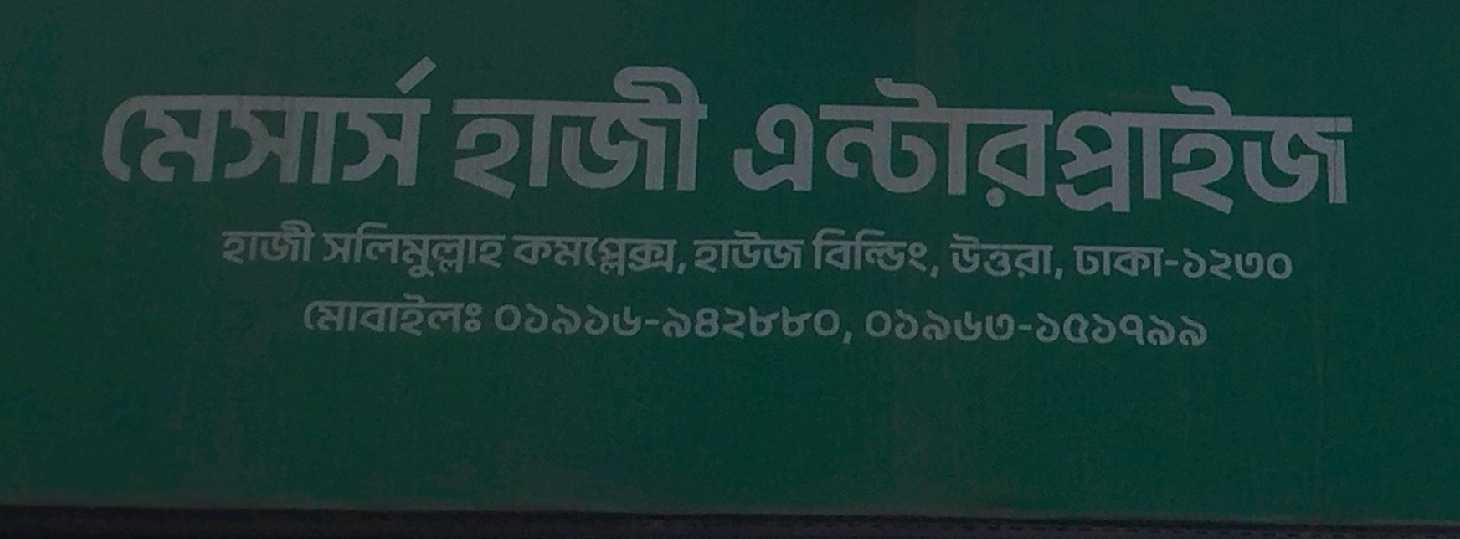 মেসার্স হাজী এন্টারপ্রাইজ
হাজী সলিমুল্লাহ কমপ্লেক্স, হাউজ বিল্ডিং, উত্তরা, ঢাকা-১২৩০
মোবাইলঃ ০১৯১৬-৯৪২৮৮০, ০১৯৬৩-১৫১৭৯৯